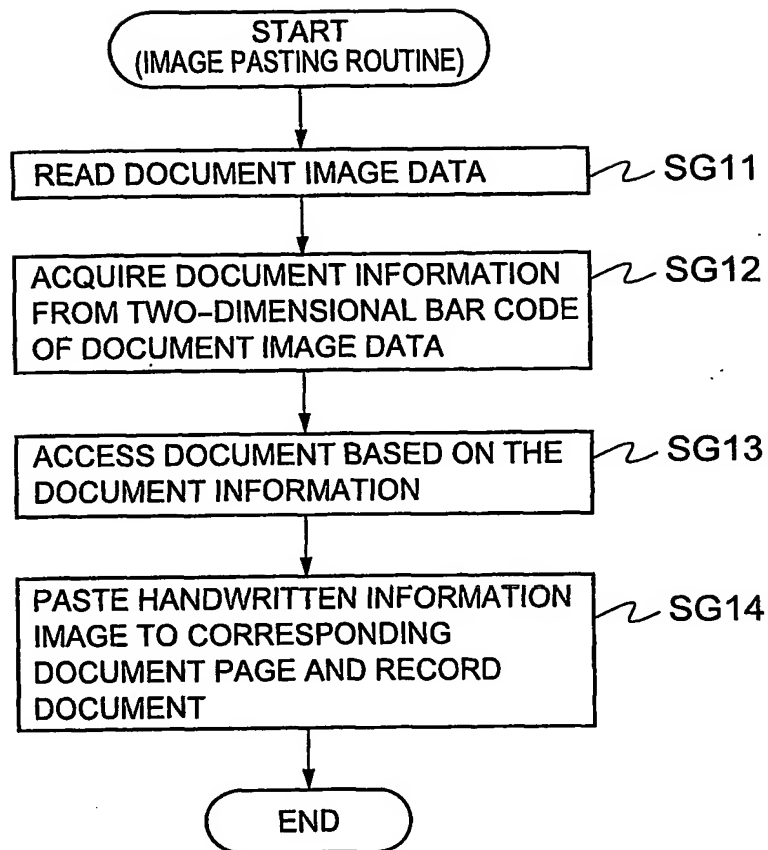 START
(IMAGE PASTING ROUTINE)
READ DOCUMENT IMAGE DATA
SG11
ACQUIRE DOCUMENT INFORMATION
FROM TWO-DIMENSIONAL BAR CODE
OF DOCUMENT IMAGE DATA
SG12
ACCESS DOCUMENT BASED ON THE
DOCUMENT INFORMATION
SG13
PASTE HANDWRITTEN INFORMATION
IMAGE TO CORRESPONDING
DOCUMENT PAGE AND RECORD
DOCUMENT
SG14
END